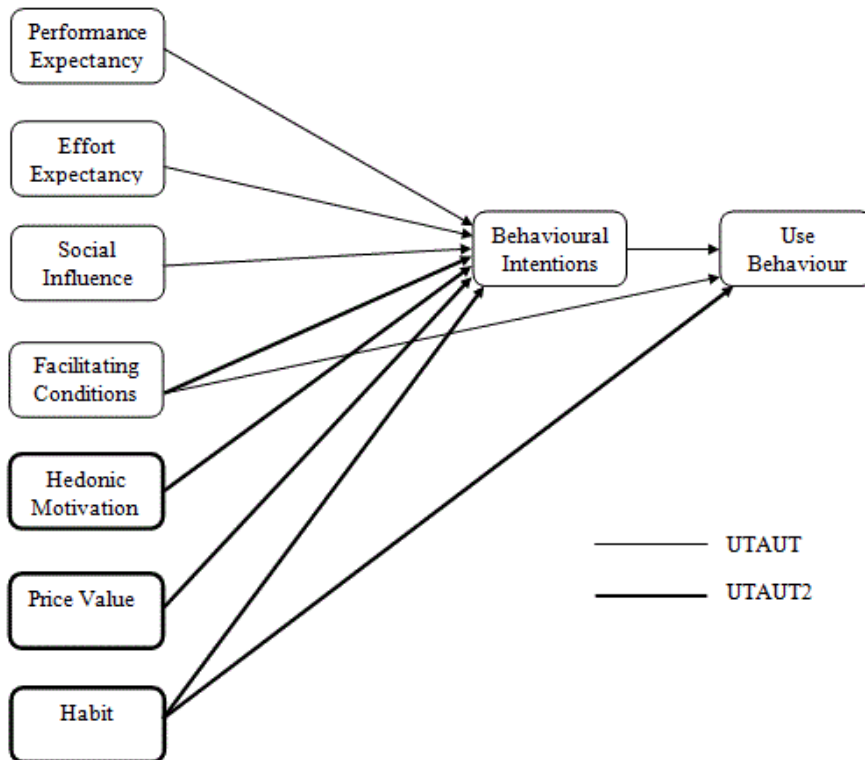 Performance
Expectancy
Effort
Expectancy
Social
Influence
Behavioural
Intentions
Use
Behaviour
Facilitating
Conditions
Hedonic
Motivation
Price Value
Habit
UTAUT
UTAUT2